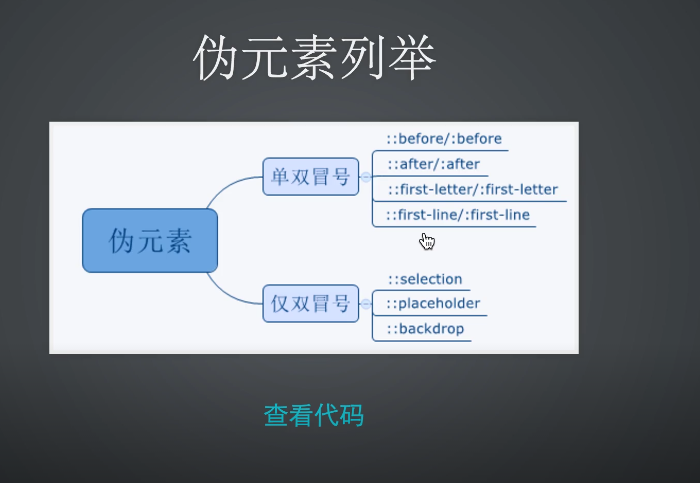 伪元素列举
伪元素
单双冒号
::before/:before
::after/:after
::first-letter/:first-letter
::first-line/:first-line
仅双冒号
::selection
::placeholder
::backdrop
查看代码